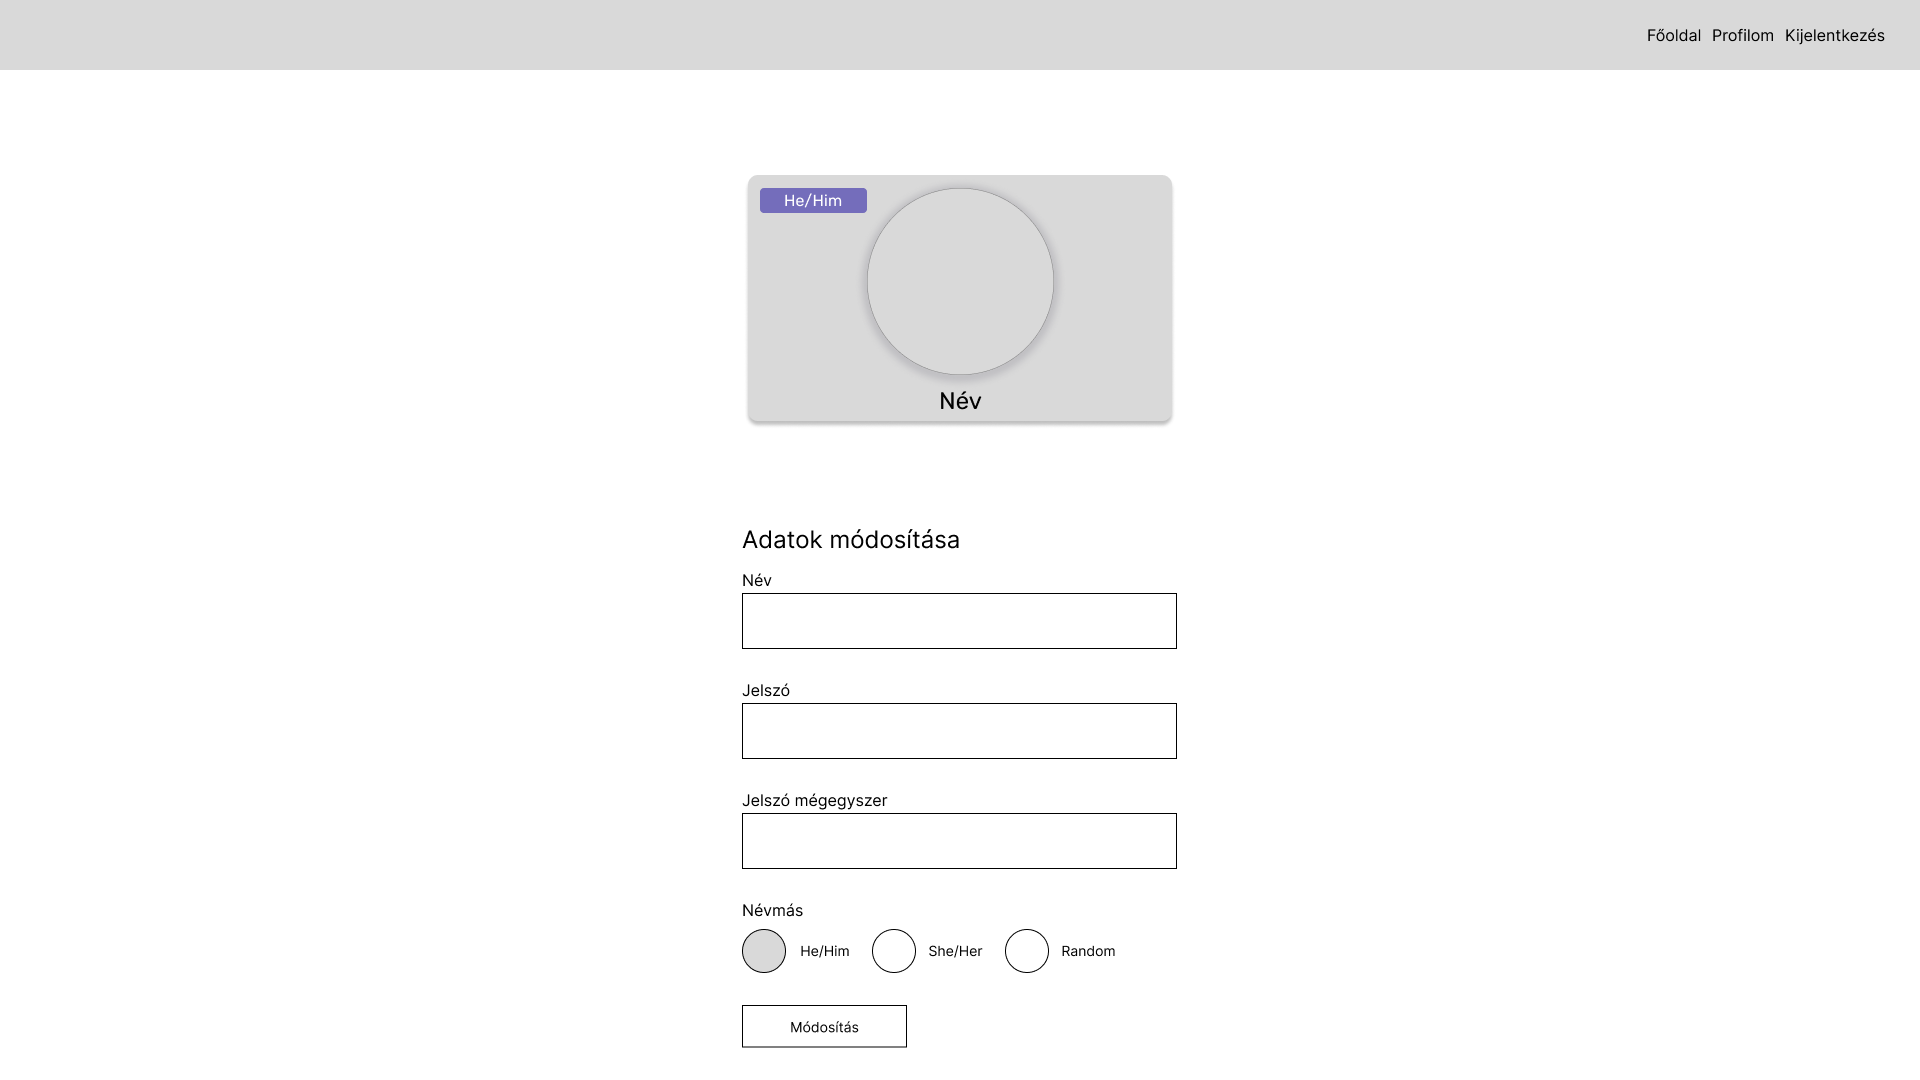 Főoldal Profilom Kijelentkezés
He/Him
Név
Adatok módosítása
Név
Jelszó
Jelszó mégegyszer
Névmás
He/Him She/Her Random
Módosítás